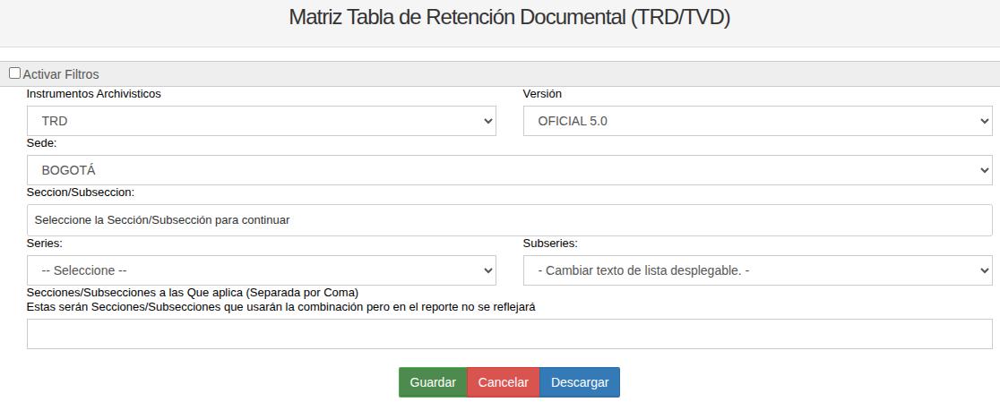 Matriz Tabla de Retención Documental (TRD/TVD)
Activar Filtros
Instrumentos Archivisticos
TRD
Versión
OFICIAL 5.0
Sede:
BOGOTÁ
Seccion/Subseccion:
Seleccione la Sección/Subsección para continuar
Series:
-- Seleccione --
Subseries:
- Cambiar texto de lista desplegable. -
Secciones/Subsecciones a las Que aplica (Separada por Coma)
Estas serán Secciones/Subsecciones que usarán la combinación pero en el reporte no se reflejará
Guardar Cancelar Descargar